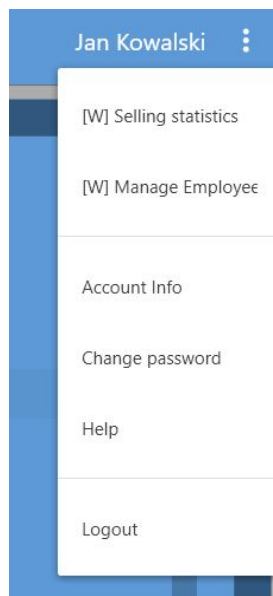 Jan Kowalski
[W] Selling statistics
[W] Manage Employee
Account Info
Change password
Help
Logout